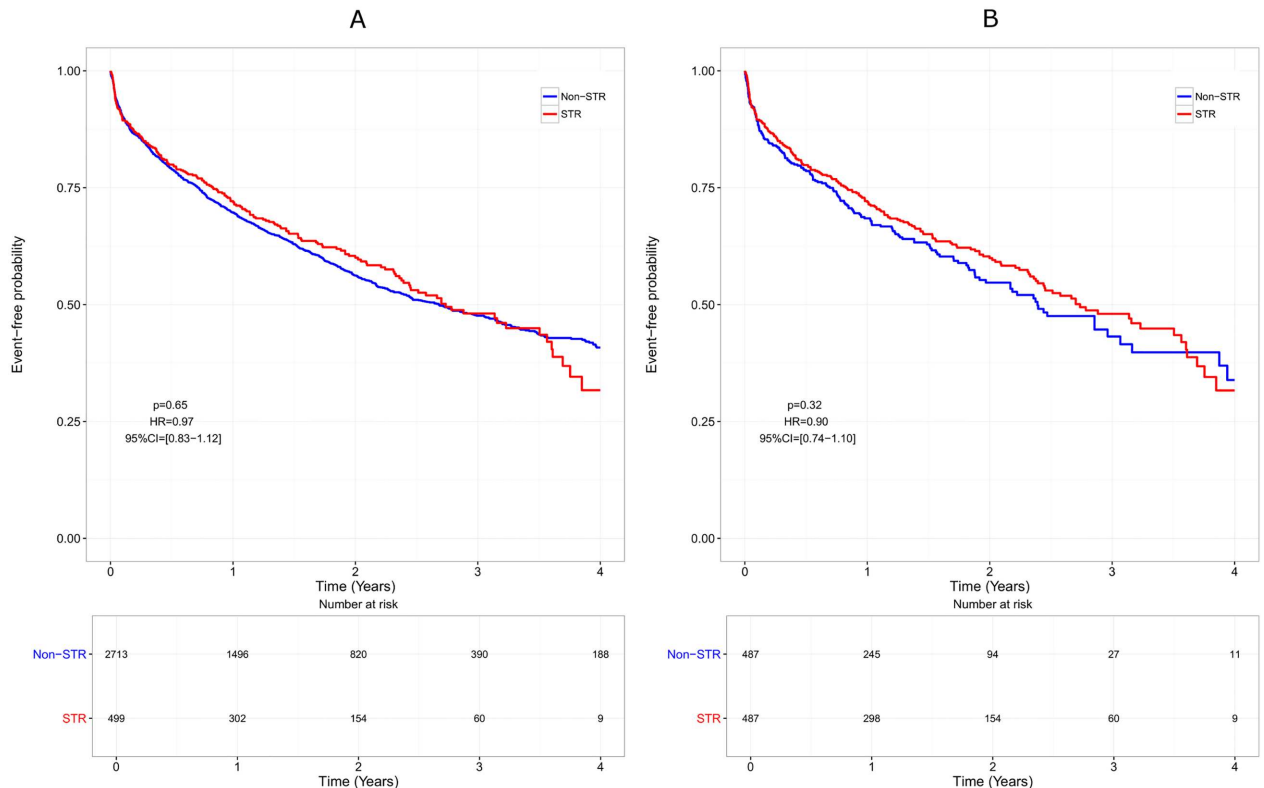 A
1.00
0.75
0.50
0.25
0.00
Event-free probability
Non-STR
STR
p=0.65
HR=0.97
95%CI=[0.83-1.12]
0 1 2 3 4
Time (Years)
Number at risk
Non-STR 2713 1496 820 390 188
STR 499 302 154 60 9
0 1 2 3 4
Time (Years)
B
1.00
0.75
0.50
0.25
0.00
Event-free probability
Non-STR
STR
p=0.32
HR=0.90
95%CI=[0.74-1.10]
0 1 2 3 4
Time (Years)
Number at risk
Non-STR 487 245 94 27 11
STR 487 298 154 60 9
0 1 2 3 4
Time (Years)